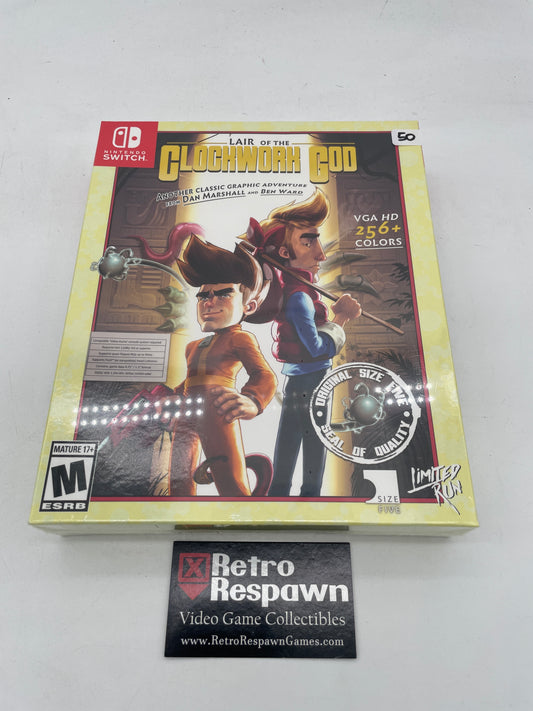 50
NINTENDO
SWITCH
LAIR OF THE
CLOCKWORK GOD
ANOTHER CLASSIC GRAPHIC ADVENTURE
FROM DAN MARSHALL AND BEN WARD
VGA HD
256+
COLORS
ORIGINAL SIZE FIVE
SEAL OF QUALITY
MATURE 17+
M
ESRB
SIZE
FIVE
LIMITED
RUN
Retro
Respawn
Video Game Collectibles
www.RetroRespawnGames.com